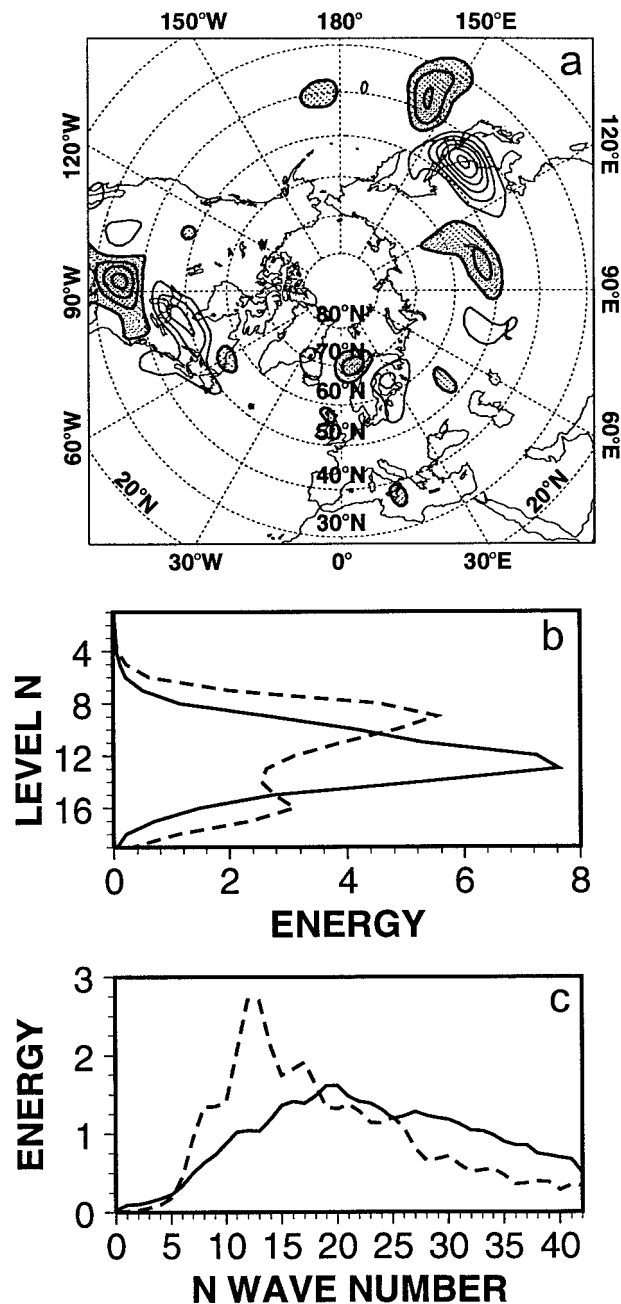 150°W 180° 150°E
a
120°W
120°E
90°W
90°E
80°N
70°N
60°N
50°N
40°N
30°N
60°W
60°E
20°N
20°N
30°W 0° 30°E
b
LEVEL N
4
8
12
16
0 2 4 6 8
ENERGY
c
ENERGY
3
2
1
0
0 5 10 15 20 25 30 35 40
N WAVE NUMBER